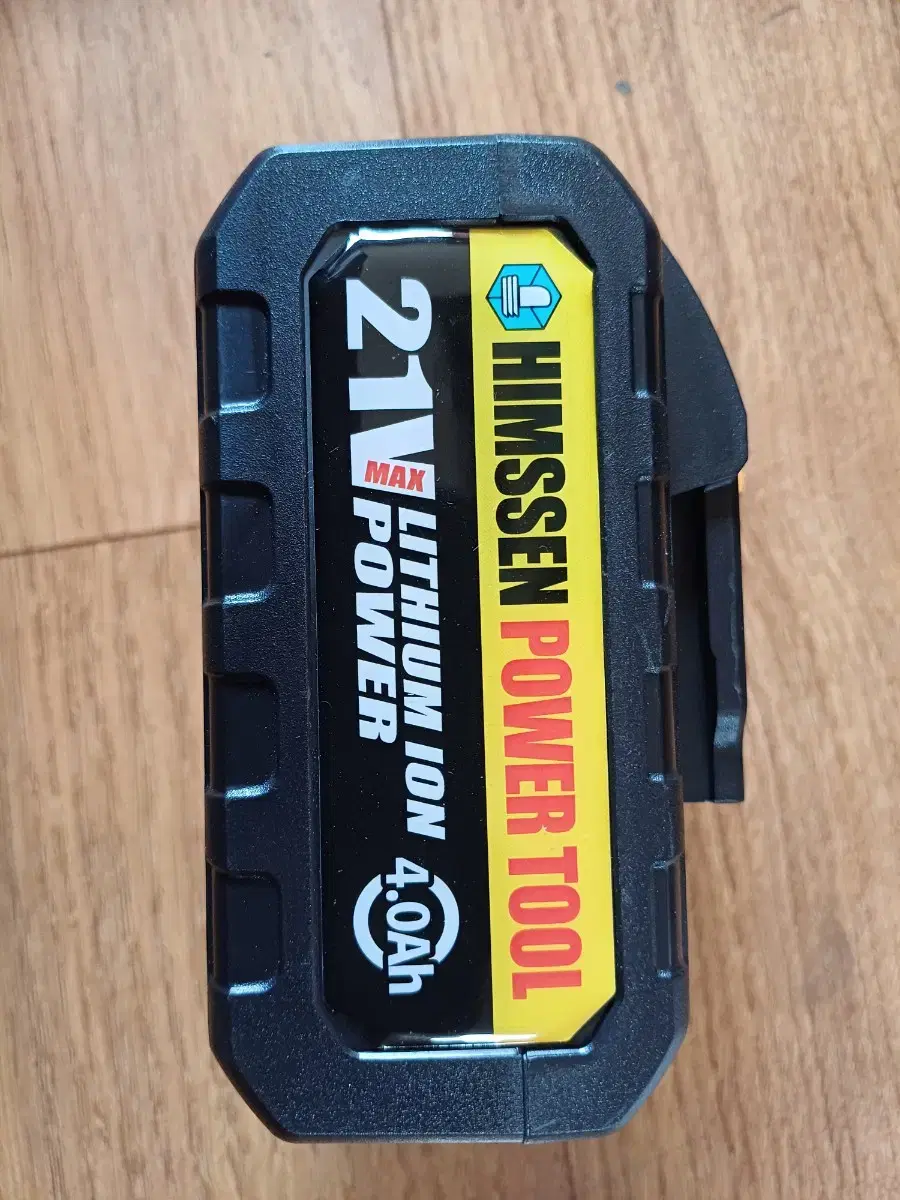 HIMSSEN POWER TOOL
21V MAX LITHIUM ION
POWER
4.0Ah